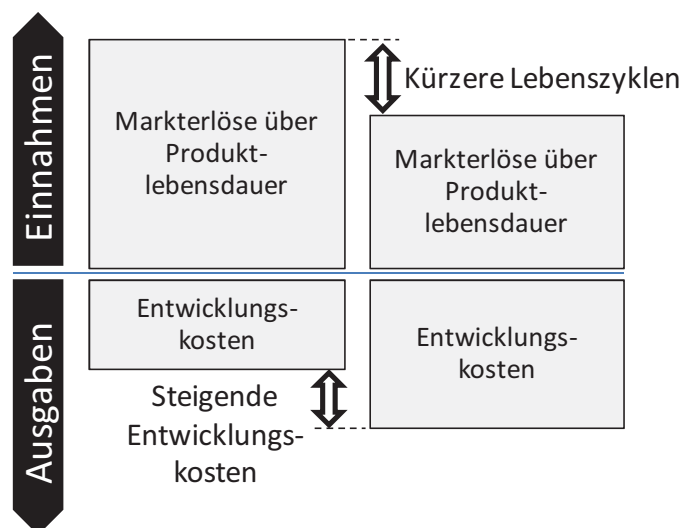 Einnahmen
Markterlöse über
Produkt-
lebensdauer
Kürzere Lebenszyklen
Markterlöse über
Produkt-
lebensdauer
Ausgaben
Entwicklungs-
kosten
Steigende
Entwicklungs-
kosten
Entwicklungs-
kosten